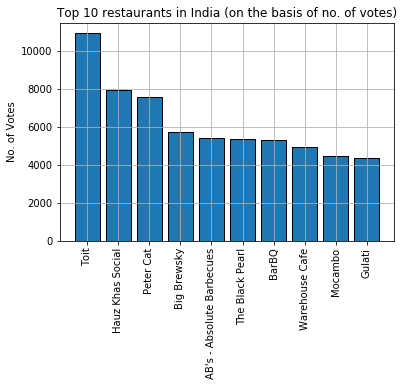 Top 10 restaurants in India (on the basis of no. of votes)
No. of Votes
10000
8000
6000
4000
2000
0
Toit
Hauz Khas Social
Peter Cat
Big Brewsky
AB's - Absolute Barbecues
The Black Pearl
BarBQ
Warehouse Cafe
Mocambo
Gulati